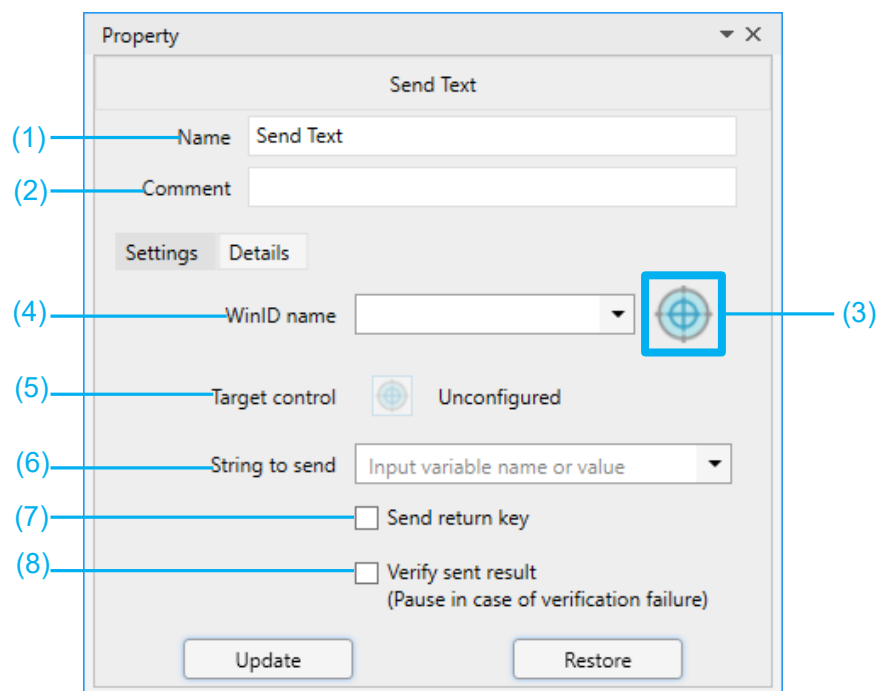 Property
Send Text
(1) Name Send Text
(2) Comment
Settings Details
(4) WinID name (3)
(5) Target control Unconfigured
(6) String to send Input variable name or value
(7) Send return key
(8) Verify sent result
(Pause in case of verification failure)
Update Restore